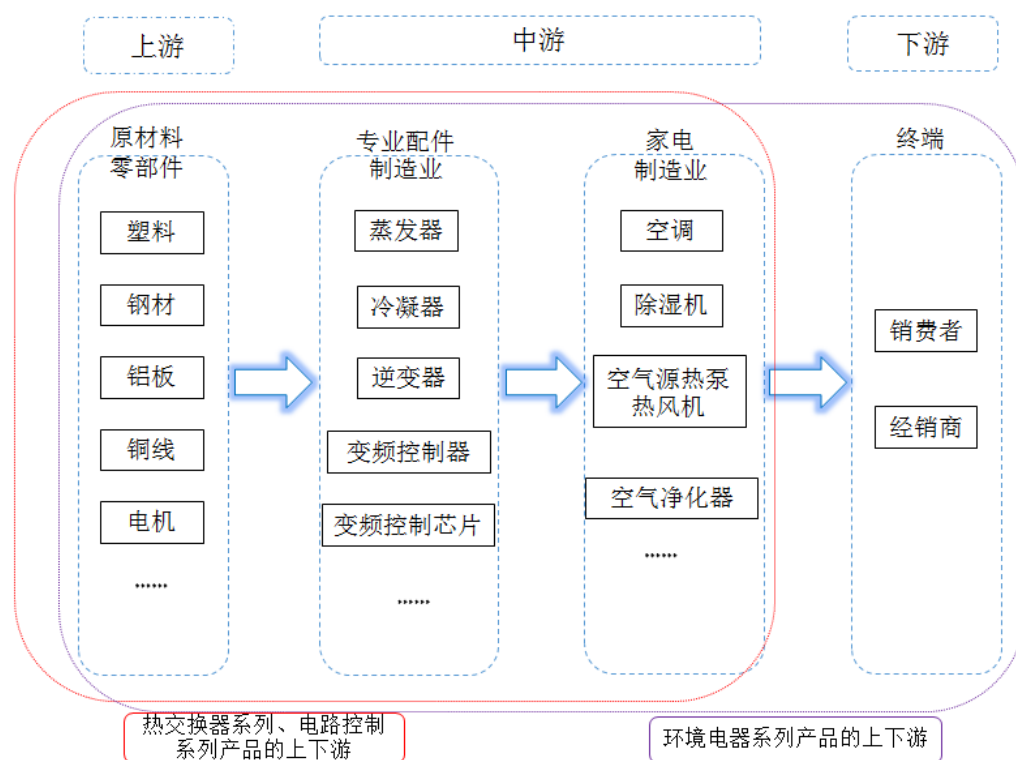 上游
中游
下游
原材料
零部件
塑料
钢材
铝板
铜线
电机
......
专业配件
制造业
蒸发器
冷凝器
逆变器
变频控制器
变频控制芯片
......
家电
制造业
空调
除湿机
空气源热泵
热风机
空气净化器
......
终端
销费者
经销商
热交换器系列、电路控制
系列产品的上下游
环境电器系列产品的上下游